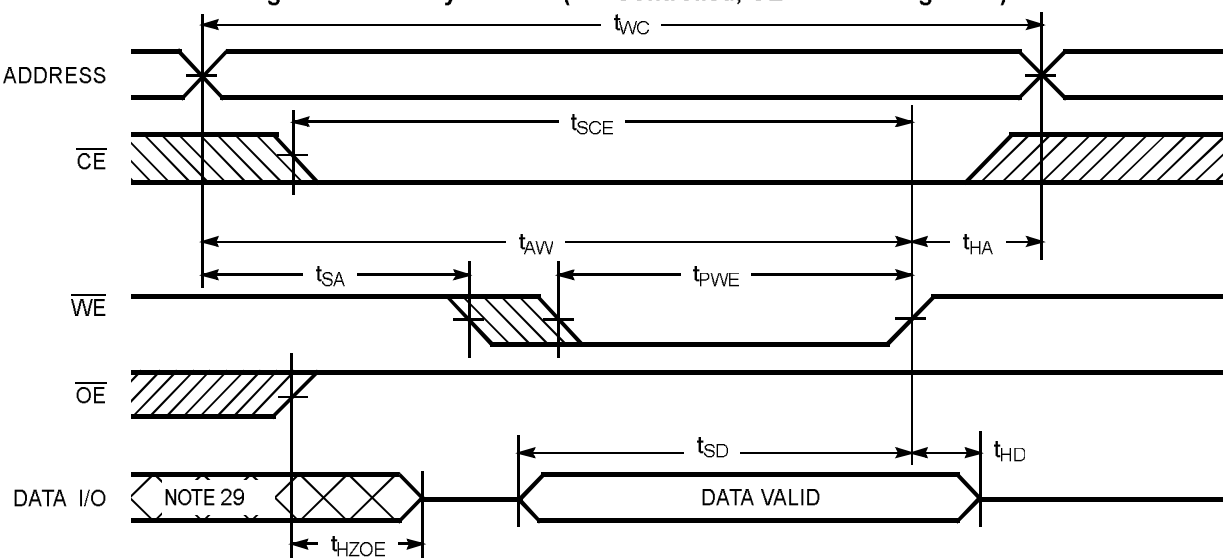 t_WC
ADDRESS
t_SCE
CE
t_AW
t_HA
t_SA
t_PWE
WE
OE
t_SD
t_HD
DATA I/O
NOTE 29
DATA VALID
t_HZOE